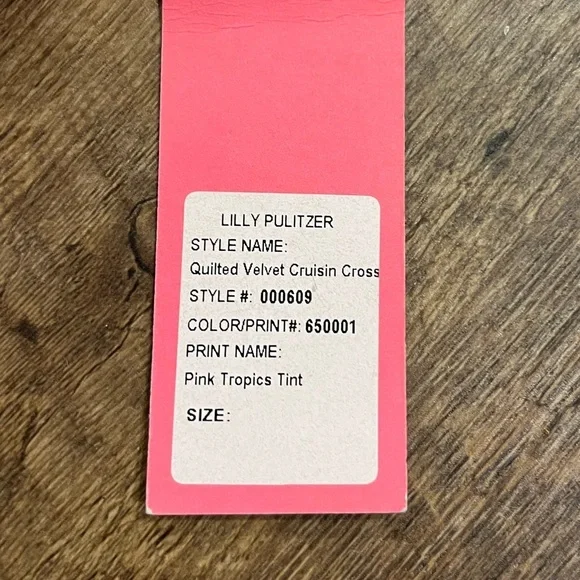 LILLY PULITZER
STYLE NAME:
Quilted Velvet Cruisin Cross
STYLE #: 000609
COLOR/PRINT#: 650001
PRINT NAME:
Pink Tropics Tint
SIZE: